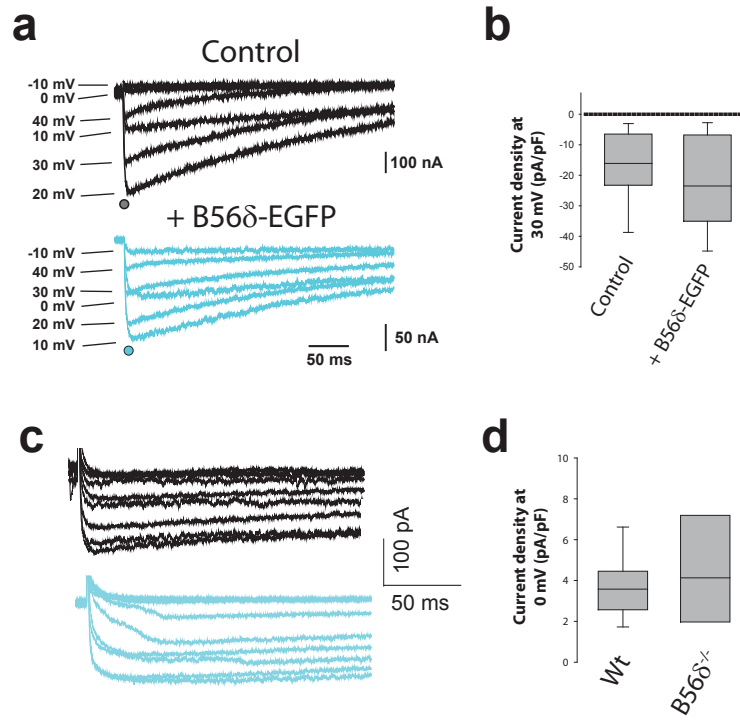 a
Control
-10 mV
0 mV
40 mV
10 mV
30 mV
20 mV
100 nA
+ B56δ-EGFP
-10 mV
40 mV
30 mV
0 mV
20 mV
10 mV
50 ms
50 nA
b
Current density at
30 mV (pA/pF)
0
-10
-20
-30
-40
-50
Control
+ B56δ-EGFP
c
100 pA
50 ms
d
Current density at
0 mV (pA/pF)
10
8
6
4
2
0
Wt
B56δ-/-